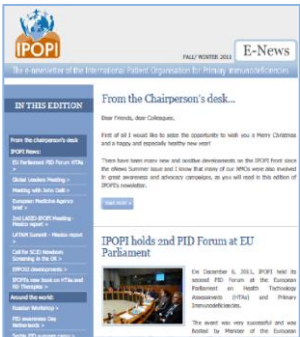 IPOPI
FALL/ WINTER 2011
E-News
The e-newsletter of the International Patient Organisation for Primary Immunodeficiencies
IN THIS EDITION
From the chairperson's desk
IPOPI News:
EU Parliament PID Forum HTAs
>
Global Leaders Meeting >
Meeting with John Dalli >
European Medicine Agency
brief >
2nd LASID-IPOPI Meeting -
Mexico report >
LATAM Summit - Mexico report
>
Call for SCID Newborn
Screening in the UK >
EMPOSI developments >
IPOPI's new book on HTAs and
PID Therapies >
Around the world:
Russian Workshop >
PID awareness Day
Netherlands >
From the Chairperson's desk...
Dear Friends, dear Colleagues,
First of all I would like to seize the opportunity to wish you a Merry Christmas
and a happy and especially healthy new year!
There have been many new and positive developments on the IPOPI front since
the eNews Summer issue and I know that many of our NMOs were also involved
in great awareness and advocacy campaigns, as you will read in this edition of
IPOPI's newsletter.
Read more >
IPOPI holds 2nd PID Forum at EU
Parliament
On December 6, 2011, IPOPI held its
second PID Forum at the European
Parliament on Health Technology
Assessments (HTAs) and Primary
Immunodeficiencies.
The event was very successful and was
hosted by Member of the European